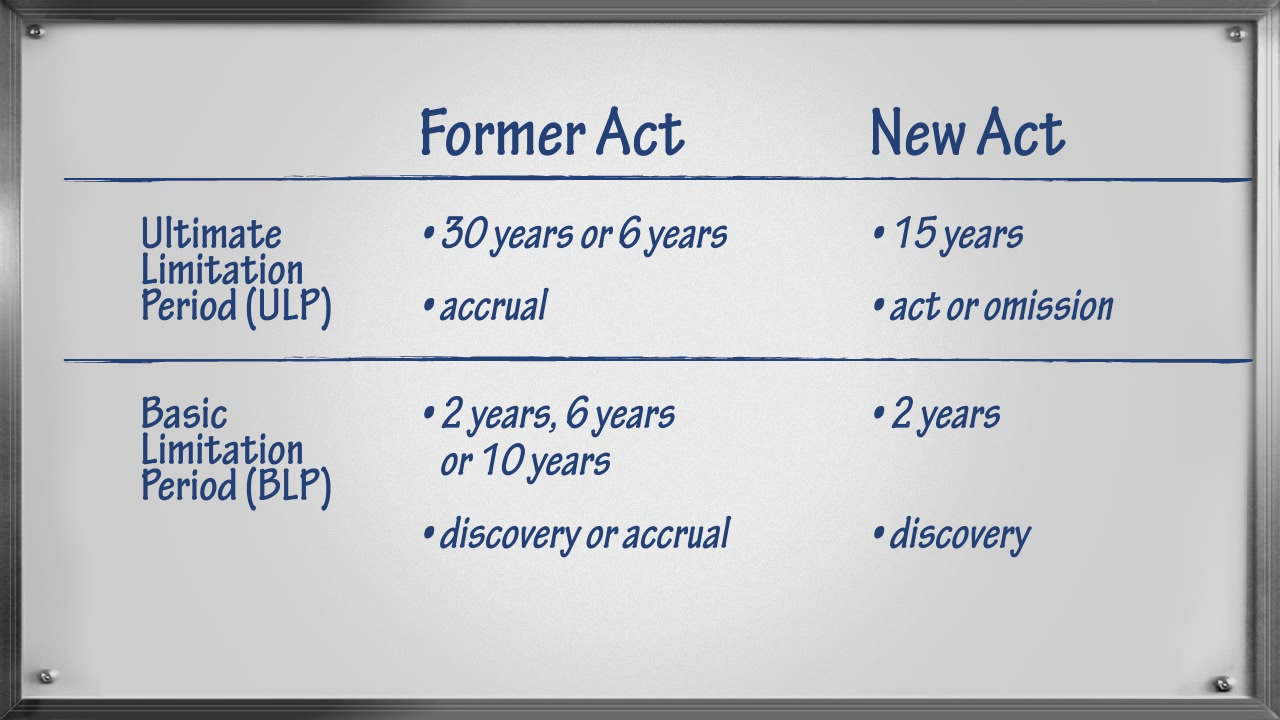 Former Act New Act
Ultimate Limitation Period (ULP)
• 30 years or 6 years
• accrual
• 15 years
• act or omission
Basic Limitation Period (BLP)
• 2 years, 6 years
or 10 years
• discovery or accrual
• 2 years
• discovery